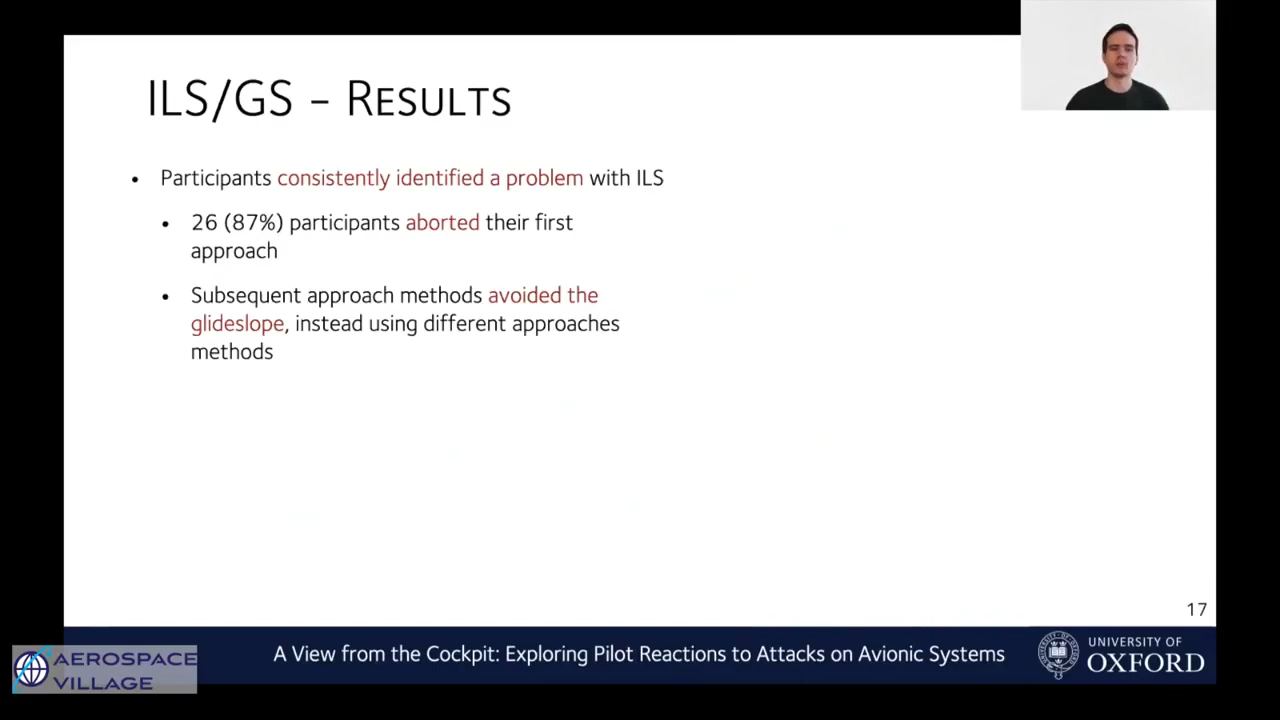 ILS/GS – Results
• Participants consistently identified a problem with ILS
• 26 (87%) participants aborted their first
approach
• Subsequent approach methods avoided the
glideslope, instead using different approaches
methods
17
A View from the Cockpit: Exploring Pilot Reactions to Attacks on Avionic Systems
UNIVERSITY OF
OXFORD
AEROSPACE
VILLAGE